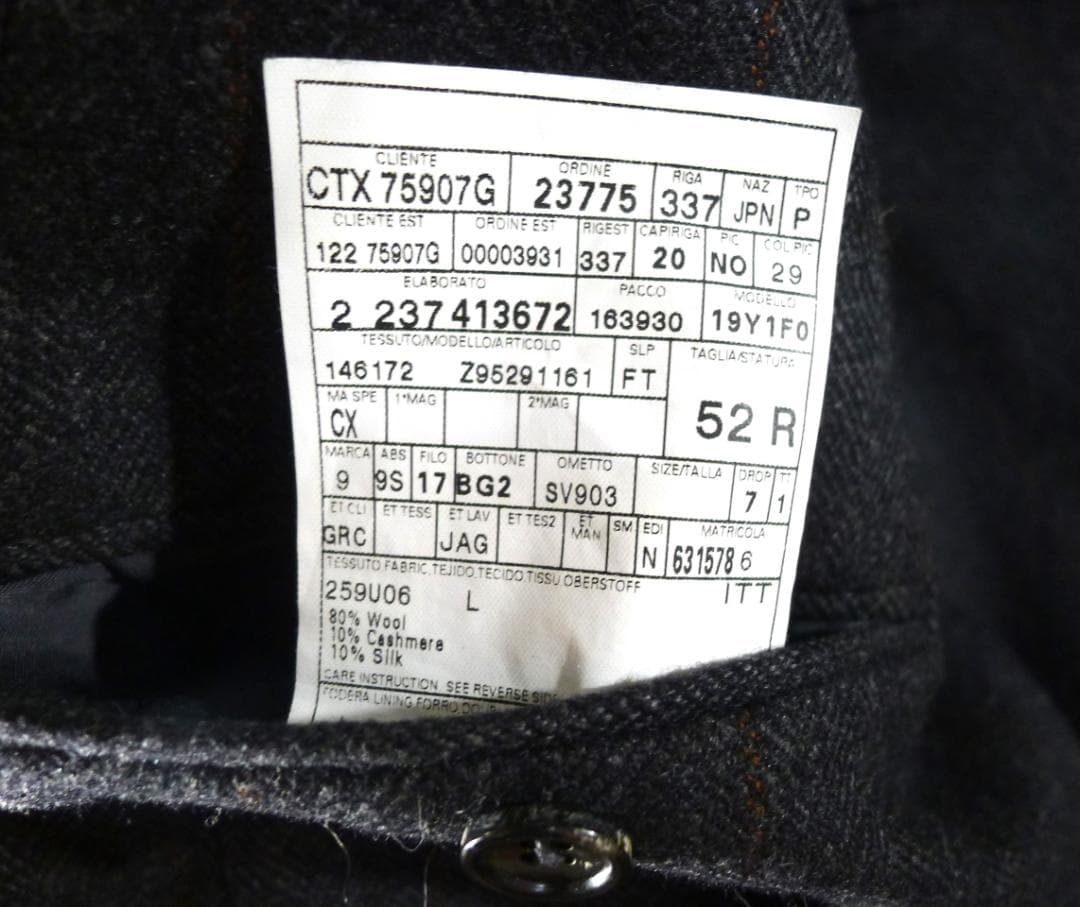 CLIENTE ORDINE RIGA NAZ TPO
CTX 75907G 23775 337 JPN P
CLIENTE EST ORDINE EST RIGEST CAPIRIGA PIC COL PIC
122 75907G 00003931 337 20 NO 29
ELABORATO PACCO MODELLO
2 237 413672 163930 19Y1F0
TESSUTO/MODELLO/ARTICOLO SLP TAGLIA/STATURA
146172 Z95291161 FT
52 R
MA SPE 1*MAG 2*MAG
CX
MARCA ABS FILO BOTTONE OMETTO SIZE/TALLA DROP TT
9 9S 17 BG2 SV903 7 1
ET CLI ET TESS ET LAV ET TES2 ET MAN SM EDI MATRICOLA
GRC JAG N 631578 6
TESSUTO FABRIC TEJIDO TECIDO TISSU OBERSTOFF
259U06 L ITT
80% Wool
10% Cashmere
10% Silk
CARE INSTRUCTION SEE REVERSE SIDE
FODERA LINING FORRO